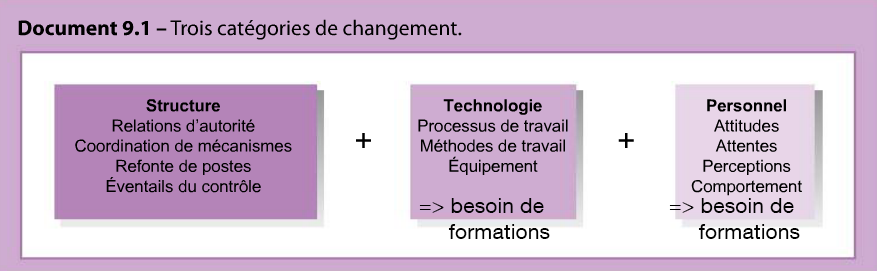 Document 9.1 – Trois catégories de changement.
Structure
Relations d’autorité
Coordination de mécanismes
Refonte de postes
Éventails du contrôle
+
Technologie
Processus de travail
Méthodes de travail
Équipement
=> besoin de
formations
+
Personnel
Attitudes
Attentes
Perceptions
Comportement
=> besoin de
formations